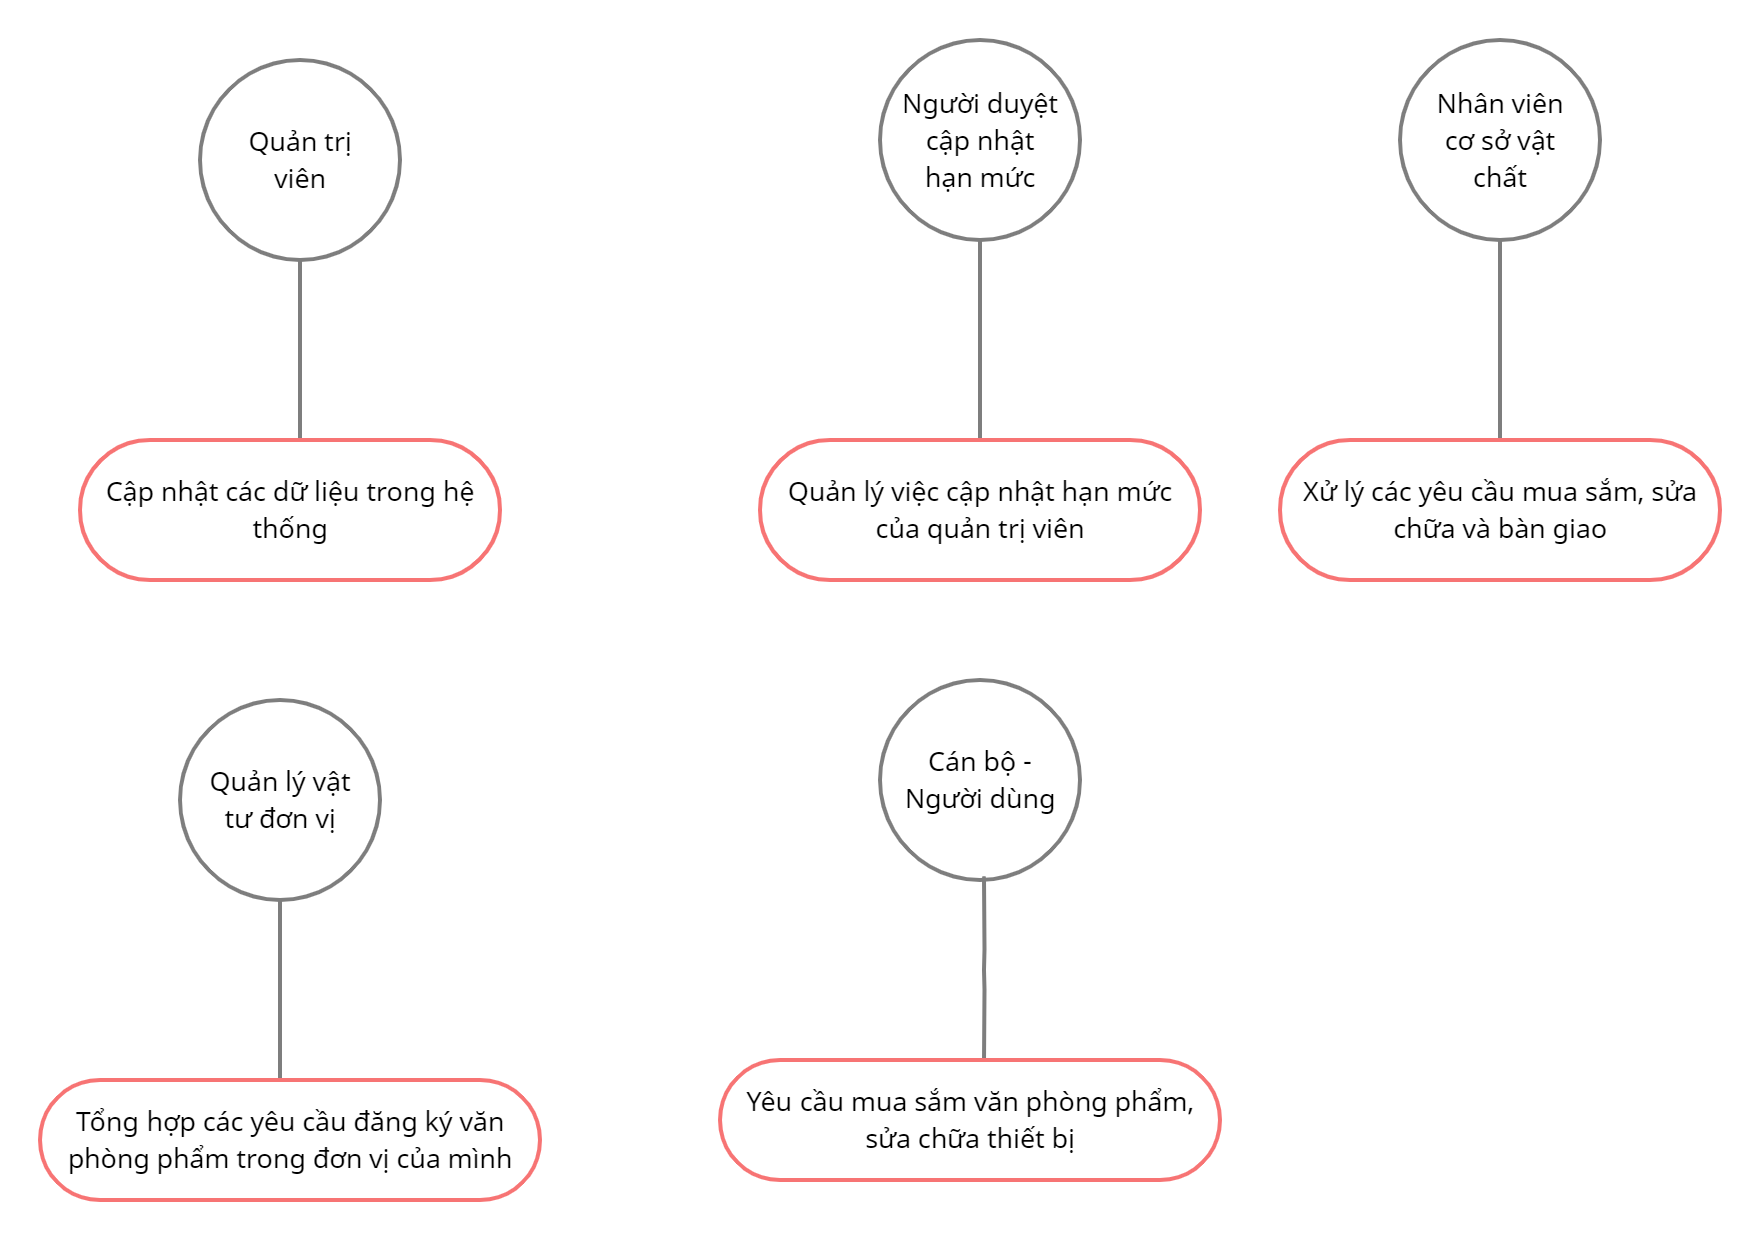 Quản trị
viên
Người duyệt
cập nhật
hạn mức
Nhân viên
cơ sở vật
chất
Cập nhật các dữ liệu trong hệ
thống
Quản lý việc cập nhật hạn mức
của quản trị viên
Xử lý các yêu cầu mua sắm, sửa
chữa và bàn giao
Quản lý vật
tư đơn vị
Cán bộ -
Người dùng
Tổng hợp các yêu cầu đăng ký văn
phòng phẩm trong đơn vị của mình
Yêu cầu mua sắm văn phòng phẩm,
sửa chữa thiết bị